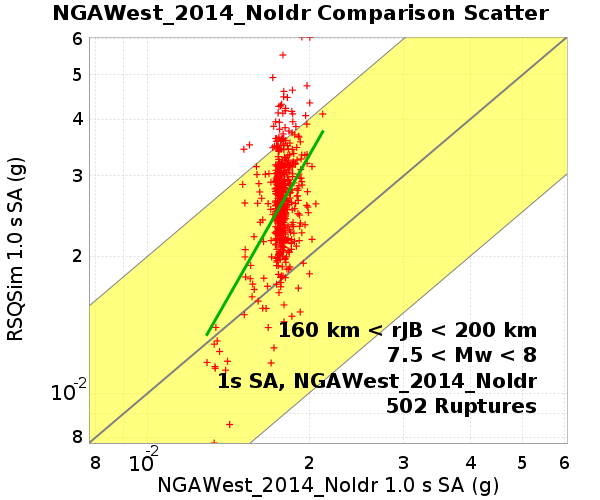 NGAWest_2014_NoIdr Comparison Scatter
6
5
4
3
2
10-2
8
RSQSim 1.0 s SA (g)
160 km < rJB < 200 km
7.5 < Mw < 8
1s SA, NGAWest_2014_NoIdr
502 Ruptures
8 10-2 2 3 4 5 6
NGAWest_2014_NoIdr 1.0 s SA (g)